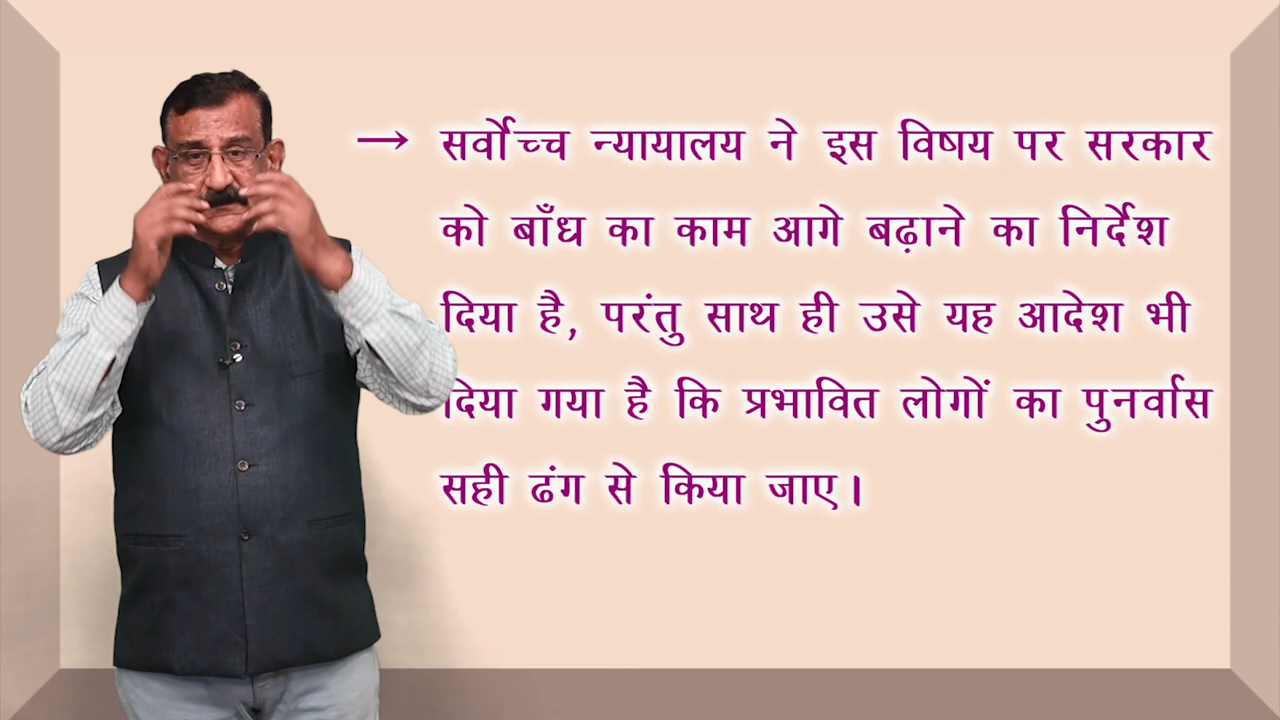 → सर्वोच्च न्यायालय ने इस विषय पर सरकार
को बाँध का काम आगे बढ़ाने का निर्देश
दिया है, परंतु साथ ही उसे यह आदेश भी
दिया गया है कि प्रभावित लोगों का पुनर्वास
सही ढंग से किया जाए।